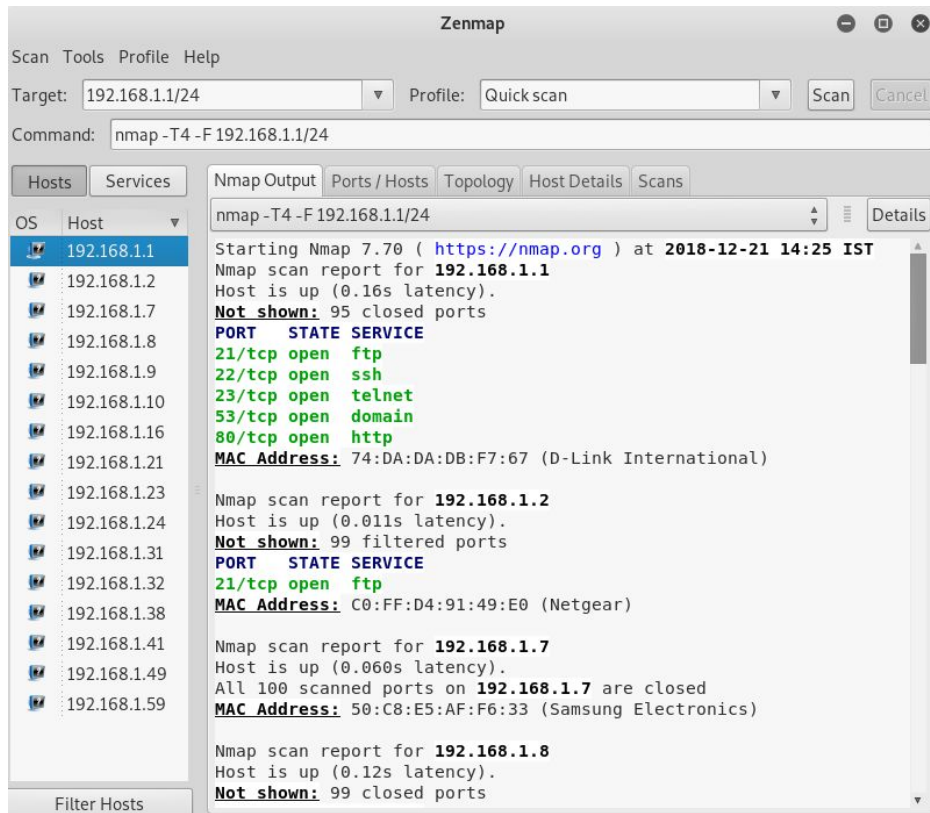 Zenmap
Scan Tools Profile Help
Target: 192.168.1.1/24 Profile: Quick scan Scan Cancel
Command: nmap -T4 -F 192.168.1.1/24
Hosts Services
Nmap Output Ports / Hosts Topology Host Details Scans
OS Host
nmap -T4 -F 192.168.1.1/24 Details
192.168.1.1
192.168.1.2
192.168.1.7
192.168.1.8
192.168.1.9
192.168.1.10
192.168.1.16
192.168.1.21
192.168.1.23
192.168.1.24
192.168.1.31
192.168.1.32
192.168.1.38
192.168.1.41
192.168.1.49
192.168.1.59
Filter Hosts
Starting Nmap 7.70 ( https://nmap.org ) at 2018-12-21 14:25 IST
Nmap scan report for 192.168.1.1
Host is up (0.16s latency).
Not shown: 95 closed ports
PORT STATE SERVICE
21/tcp open ftp
22/tcp open ssh
23/tcp open telnet
53/tcp open domain
80/tcp open http
MAC Address: 74:DA:DA:DB:F7:67 (D-Link International)
Nmap scan report for 192.168.1.2
Host is up (0.011s latency).
Not shown: 99 filtered ports
PORT STATE SERVICE
21/tcp open ftp
MAC Address: C0:FF:D4:91:49:E0 (Netgear)
Nmap scan report for 192.168.1.7
Host is up (0.060s latency).
All 100 scanned ports on 192.168.1.7 are closed
MAC Address: 50:C8:E5:AF:F6:33 (Samsung Electronics)
Nmap scan report for 192.168.1.8
Host is up (0.12s latency).
Not shown: 99 closed ports